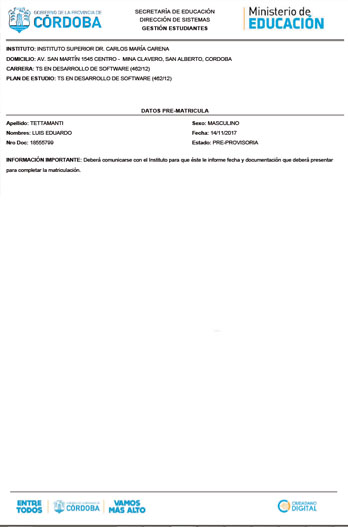 GOBIERNO DE LA PROVINCIA DE
CÓRDOBA
SECRETARÍA DE EDUCACIÓN
DIRECCIÓN DE SISTEMAS
GESTIÓN ESTUDIANTES
Ministerio de
EDUCACIÓN
INSTITUTO: INSTITUTO SUPERIOR DR. CARLOS MARÍA CARENA
DOMICILIO: AV. SAN MARTÍN 1545 CENTRO - MINA CLAVERO, SAN ALBERTO, CORDOBA
CARRERA: TS EN DESARROLLO DE SOFTWARE (462/12)
PLAN DE ESTUDIO: TS EN DESARROLLO DE SOFTWARE (462/12)
DATOS PRE-MATRICULA
Apellido: TETTAMANTI
Sexo: MASCULINO
Nombres: LUIS EDUARDO
Fecha: 14/11/2017
Nro Doc: 18555799
Estado: PRE-PROVISORIA
INFORMACIÓN IMPORTANTE: Deberá comunicarse con el Instituto para que éste le informe fecha y documentación que deberá presentar
para completar la matriculación.
ENTRE
TODOS
GOBIERNO DE LA PROVINCIA DE
CÓRDOBA
VAMOS
MÁS ALTO
CIUDADANO
DIGITAL